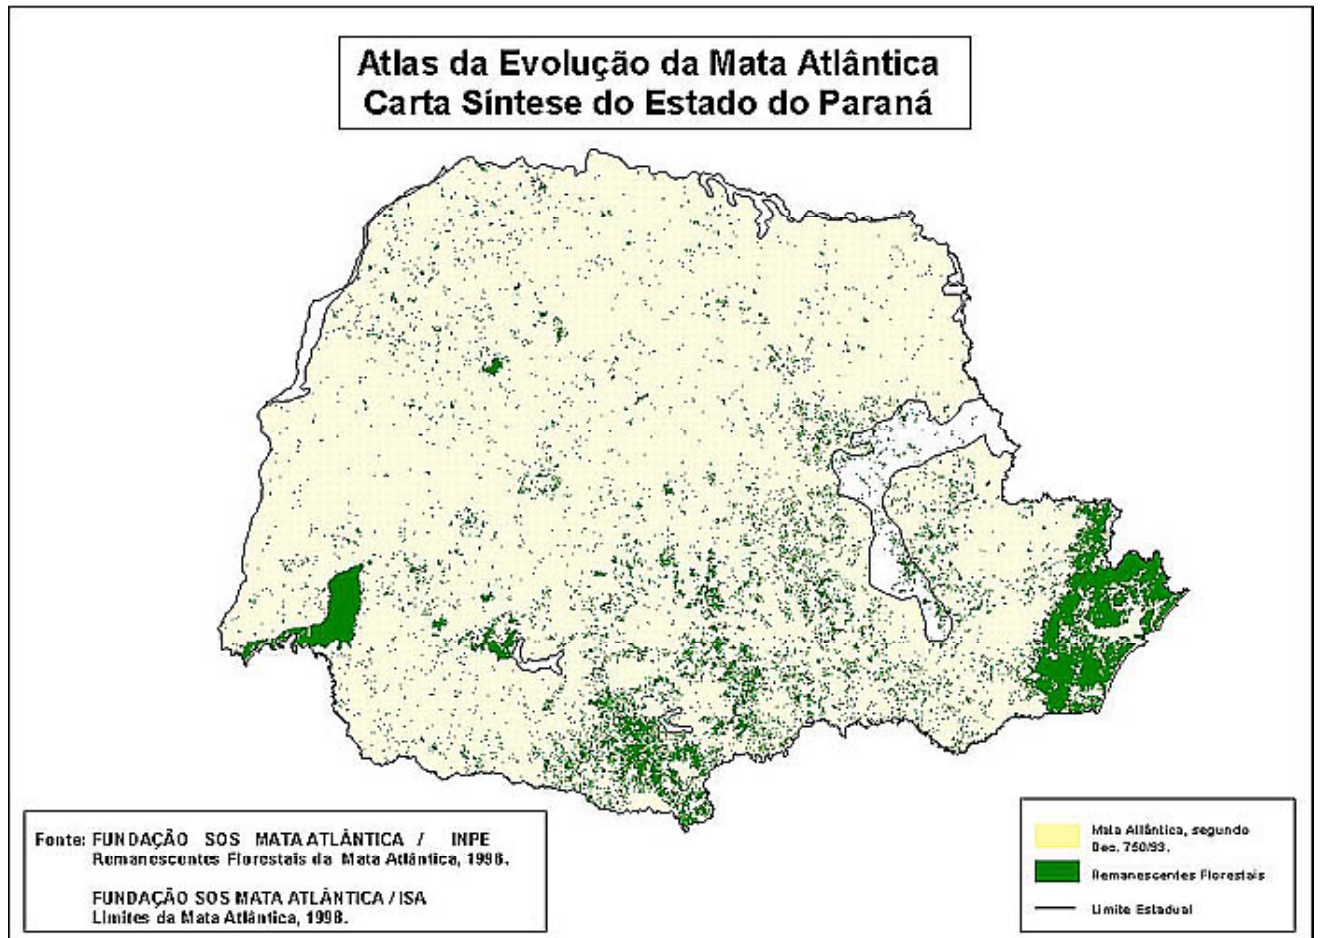 Atlas da Evolução da Mata Atlântica
Carta Síntese do Estado do Paraná
Fonte: FUNDAÇÃO SOS MATA ATLÂNTICA / INPE
Remanescentes Florestais da Mata Atlântica, 1998.
FUNDAÇÃO SOS MATA ATLÂNTICA / ISA
Limites da Mata Atlântica, 1998.
Mata Atlântica, segundo
Dec. 750/93.
Remanescentes Florestais
Limite Estadual